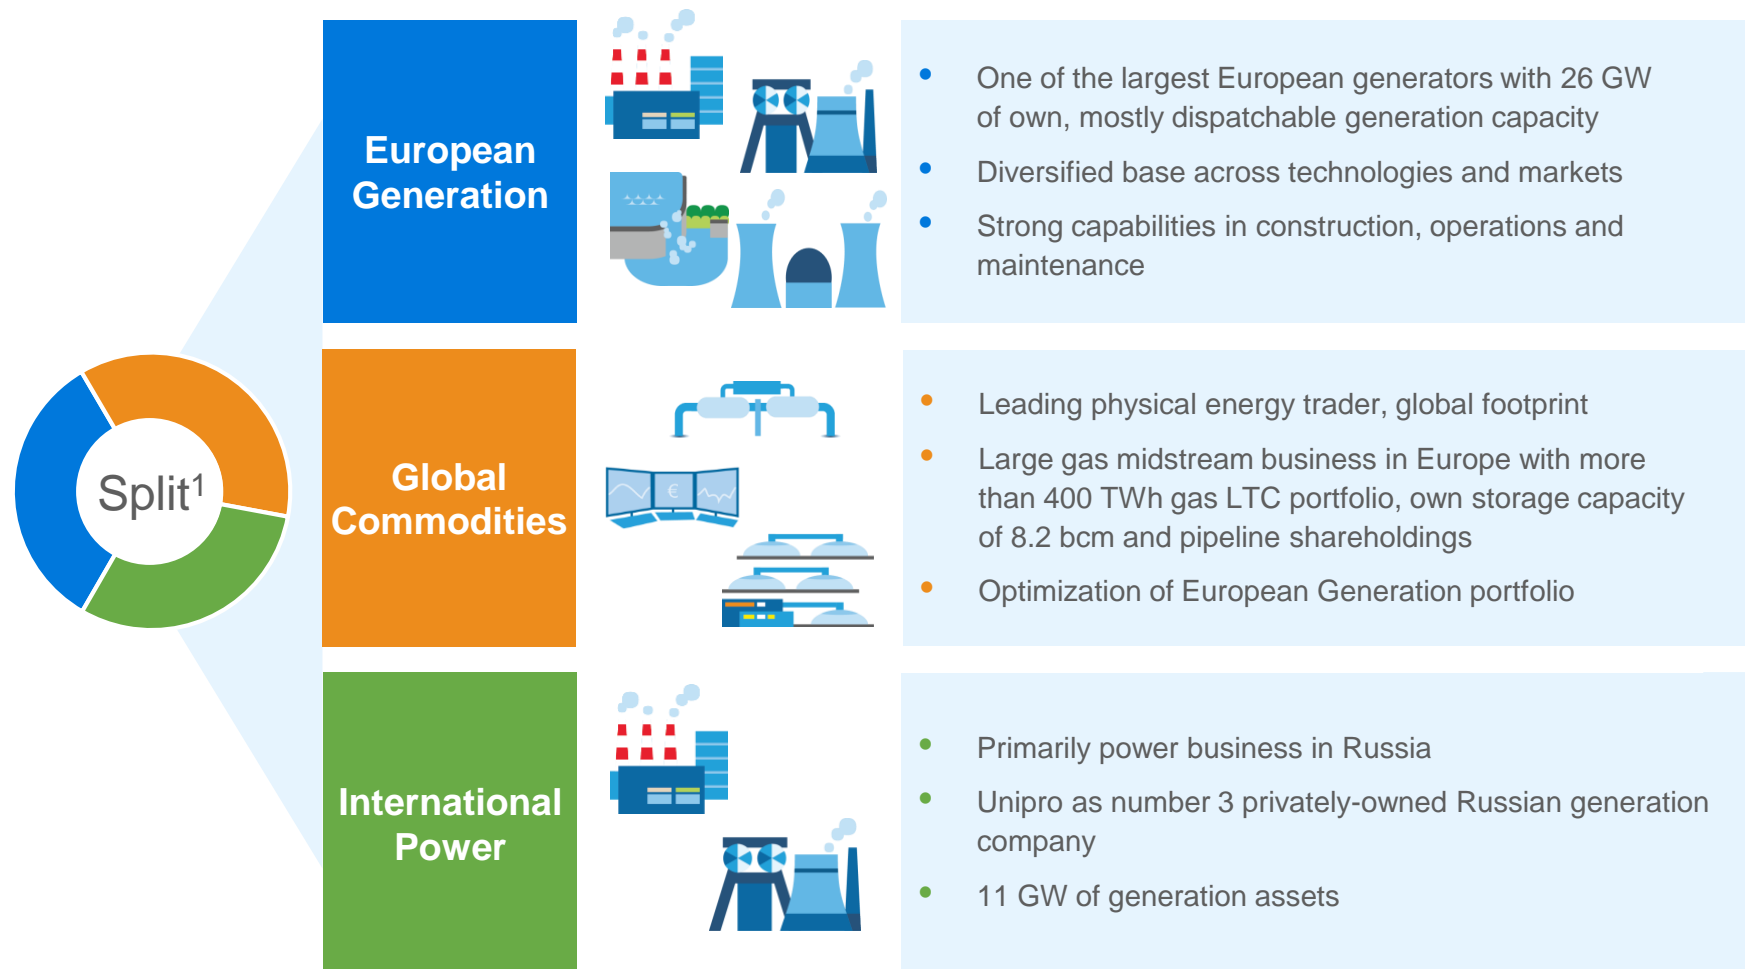 Split1
European
Generation
• One of the largest European generators with 26 GW
of own, mostly dispatchable generation capacity
• Diversified base across technologies and markets
• Strong capabilities in construction, operations and
maintenance
Global
Commodities
€
• Leading physical energy trader, global footprint
• Large gas midstream business in Europe with more
than 400 TWh gas LTC portfolio, own storage capacity
of 8.2 bcm and pipeline shareholdings
• Optimization of European Generation portfolio
International
Power
• Primarily power business in Russia
• Unipro as number 3 privately-owned Russian generation
company
• 11 GW of generation assets